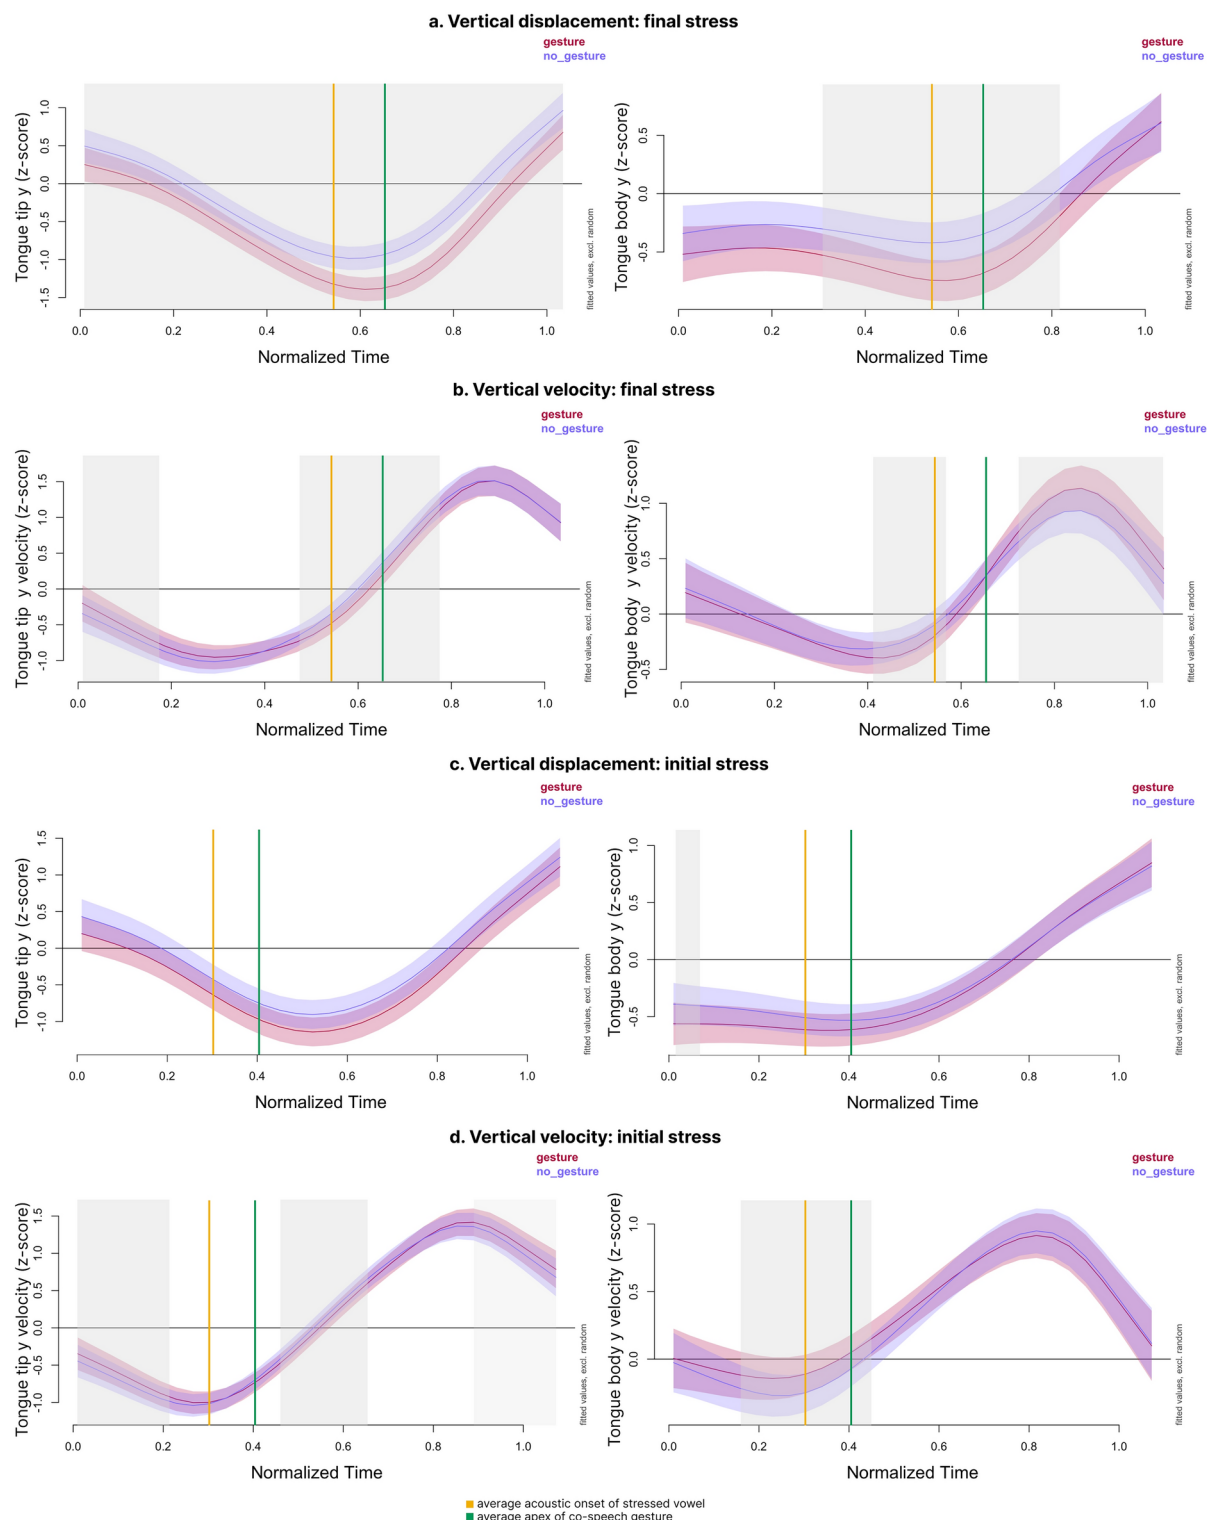 a. Vertical displacement: final stress
gesture
no_gesture
gesture
no_gesture
Tongue tip y (z-score)
1.0
0.5
0.0
-0.5
-1.0
-1.5
0.0 0.2 0.4 0.6 0.8 1.0
Normalized Time
fitted values, excl. random
Tongue body y (z-score)
0.5
0.0
-0.5
0.0 0.2 0.4 0.6 0.8 1.0
Normalized Time
fitted values, excl. random
b. Vertical velocity: final stress
gesture
no_gesture
gesture
no_gesture
Tongue tip y velocity (z-score)
1.5
1.0
0.5
0.0
-0.5
-1.0
0.0 0.2 0.4 0.6 0.8 1.0
Normalized Time
fitted values, excl. random
Tongue body y velocity (z-score)
1.0
0.5
0.0
-0.5
0.0 0.2 0.4 0.6 0.8 1.0
Normalized Time
fitted values, excl. random
c. Vertical displacement: initial stress
gesture
no_gesture
gesture
no_gesture
Tongue tip y (z-score)
1.5
1.0
0.5
0.0
-0.5
-1.0
0.0 0.2 0.4 0.6 0.8 1.0
Normalized Time
fitted values, excl. random
Tongue body y (z-score)
1.0
0.5
0.0
-0.5
0.0 0.2 0.4 0.6 0.8 1.0
Normalized Time
fitted values, excl. random
d. Vertical velocity: initial stress
gesture
no_gesture
gesture
no_gesture
Tongue tip y velocity (z-score)
1.5
1.0
0.5
0.0
-0.5
-1.0
0.0 0.2 0.4 0.6 0.8 1.0
Normalized Time
fitted values, excl. random
Tongue body y velocity (z-score)
1.0
0.5
0.0
0.0 0.2 0.4 0.6 0.8 1.0
Normalized Time
fitted values, excl. random
average acoustic onset of stressed vowel
average apex of co-speech gesture